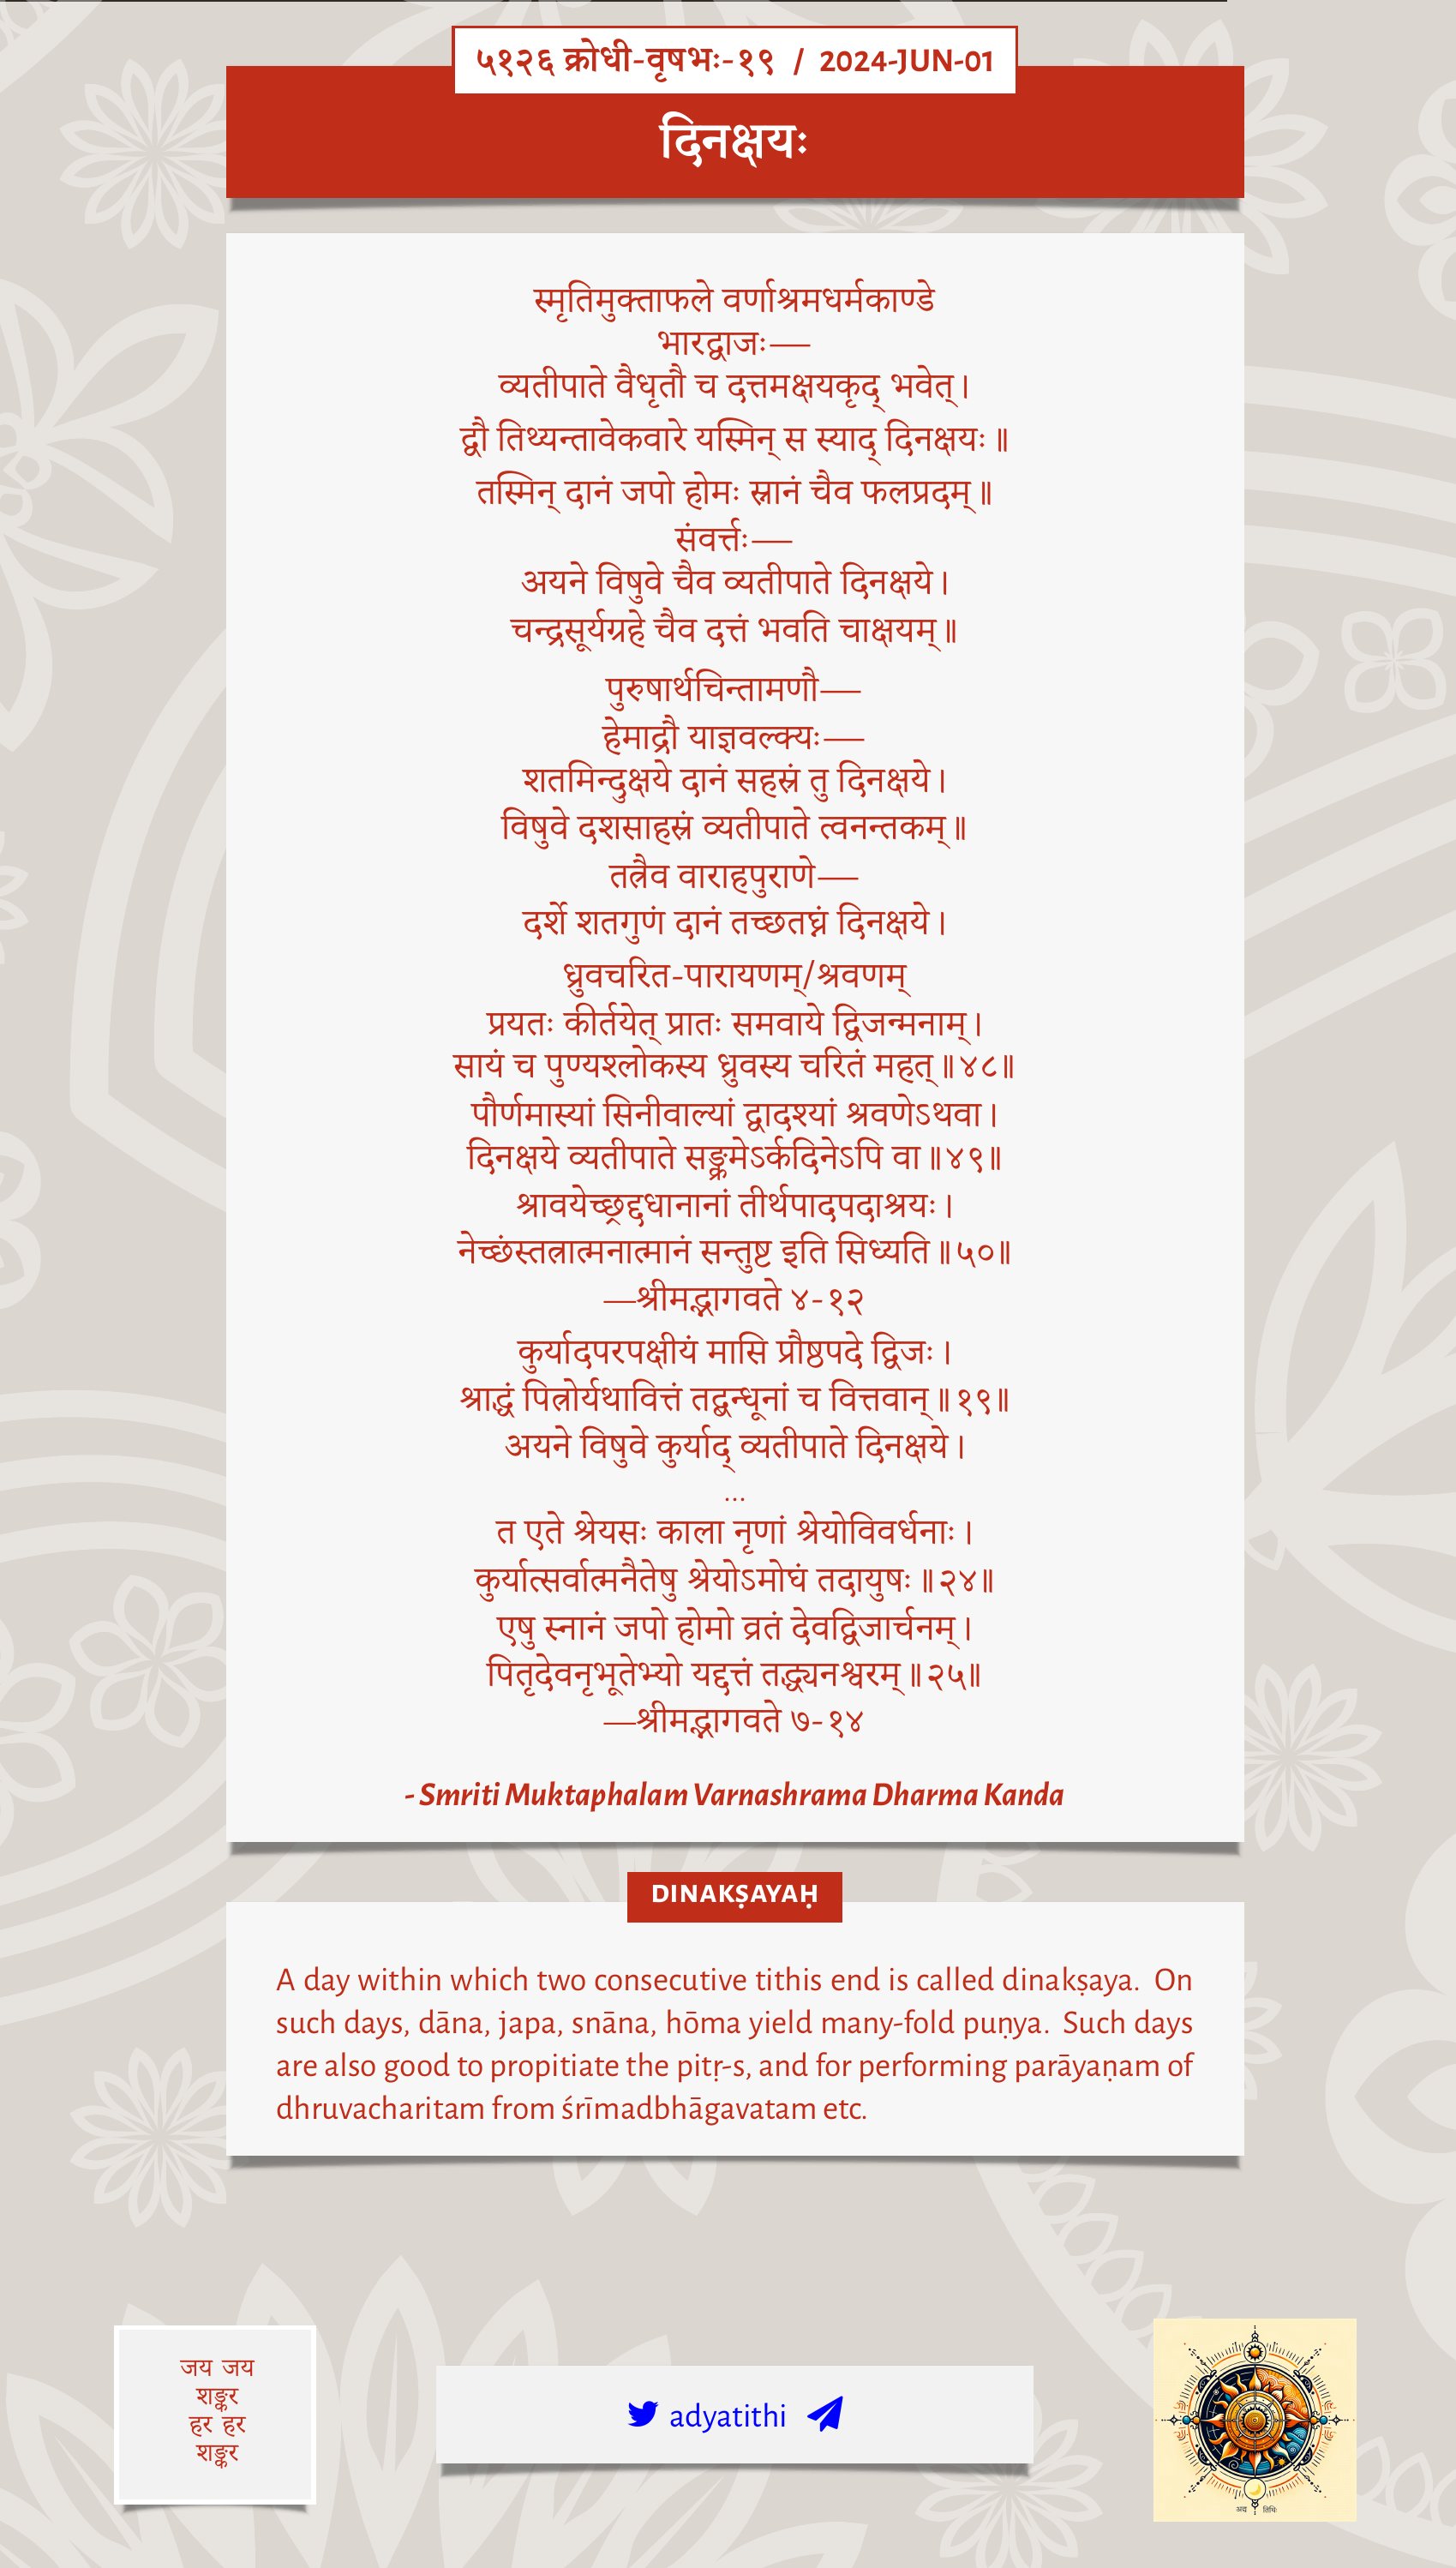 ५१२६ क्रोधी-वृषभः-१९ / 2024-JUN-01
दिनक्षयः
स्मृतिमुक्ताफले वर्णाश्रमधर्मकाण्डे
भारद्वाजः—
व्यतीपाते वैधृतौ च दत्तमक्षयकृद् भवेत्।
द्वौ तिथ्यन्तावेकवारे यस्मिन् स स्याद् दिनक्षयः॥
तस्मिन् दानं जपो होमः स्नानं चैव फलप्रदम्॥
संवर्त्तः—
अयने विषुवे चैव व्यतीपाते दिनक्षये।
चन्द्रसूर्यग्रहे चैव दत्तं भवति चाक्षयम्॥
पुरुषार्थचिन्तामणौ—
हेमाद्रौ याज्ञवल्क्यः—
शतमिन्दुक्षये दानं सहस्रं तु दिनक्षये।
विषुवे दशसाहस्रं व्यतीपाते त्वनन्तकम्॥
तत्रैव वाराहपुराणे—
दर्शे शतगुणं दानं तच्छतघ्नं दिनक्षये।
ध्रुवचरित-पारायणम्/श्रवणम्
प्रयतः कीर्तयेत् प्रातः समवाये द्विजन्मनाम्।
सायं च पुण्यश्लोकस्य ध्रुवस्य चरितं महत्॥४८॥
पौर्णमास्यां सिनीवाल्यां द्वादश्यां श्रवणेऽथवा।
दिनक्षये व्यतीपाते सङ्क्रमेऽर्कदिनेऽपि वा॥४९॥
श्रावयेच्छ्रद्दधानानां तीर्थपादपदाश्रयः।
नेच्छंस्तत्रात्मनात्मानं सन्तुष्ट इति सिध्यति॥५०॥
—श्रीमद्भागवते ४-१२
कुर्यादपरपक्षीयं मासि प्रौष्ठपदे द्विजः।
श्राद्धं पित्रोर्यथावित्तं तद्बन्धूनां च वित्तवान्॥१९॥
अयने विषुवे कुर्याद् व्यतीपाते दिनक्षये।
...
त एते श्रेयसः काला नृणां श्रेयोविवर्धनाः।
कुर्यात्सर्वात्मनैतेषु श्रेयोऽमोघं तदायुषः॥२४॥
एषु स्नानं जपो होमो व्रतं देवद्विजार्चनम्।
पितृदेवनृभूतेभ्यो यद्दत्तं तद्ध्यनश्वरम्॥२५॥
—श्रीमद्भागवते ७-१४
- Smriti Muktaphalam Varnashrama Dharma Kanda
DINAKṢAYAḤ
A day within which two consecutive tithis end is called dinakṣaya. On
such days, dāna, japa, snāna, hōma yield many-fold puṇya. Such days
are also good to propitiate the pitṛ-s, and for performing parāyaṇam of
dhruvacharitam from śrīmadbhāgavatam etc.
जय जय
शङ्कर
हर हर
शङ्कर
adyatithi
अद्य तिथिः